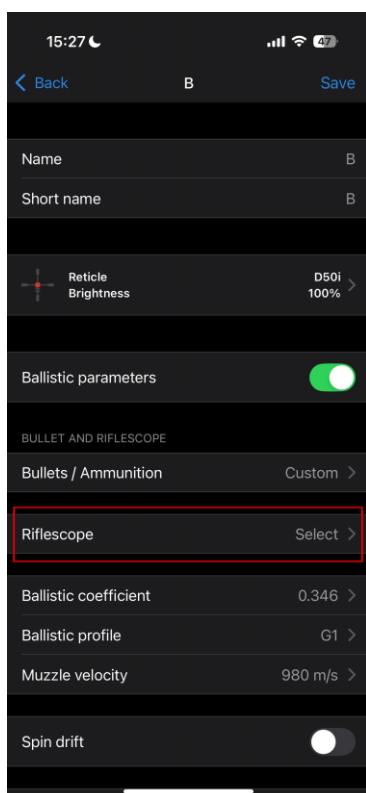 15:27 47
Back B Save
Name B
Short name B
Reticle D50i
Brightness 100%
Ballistic parameters
BULLET AND RIFLESCOPE
Bullets / Ammunition Custom
Riflescope Select
Ballistic coefficient 0.346
Ballistic profile G1
Muzzle velocity 980 m/s
Spin drift